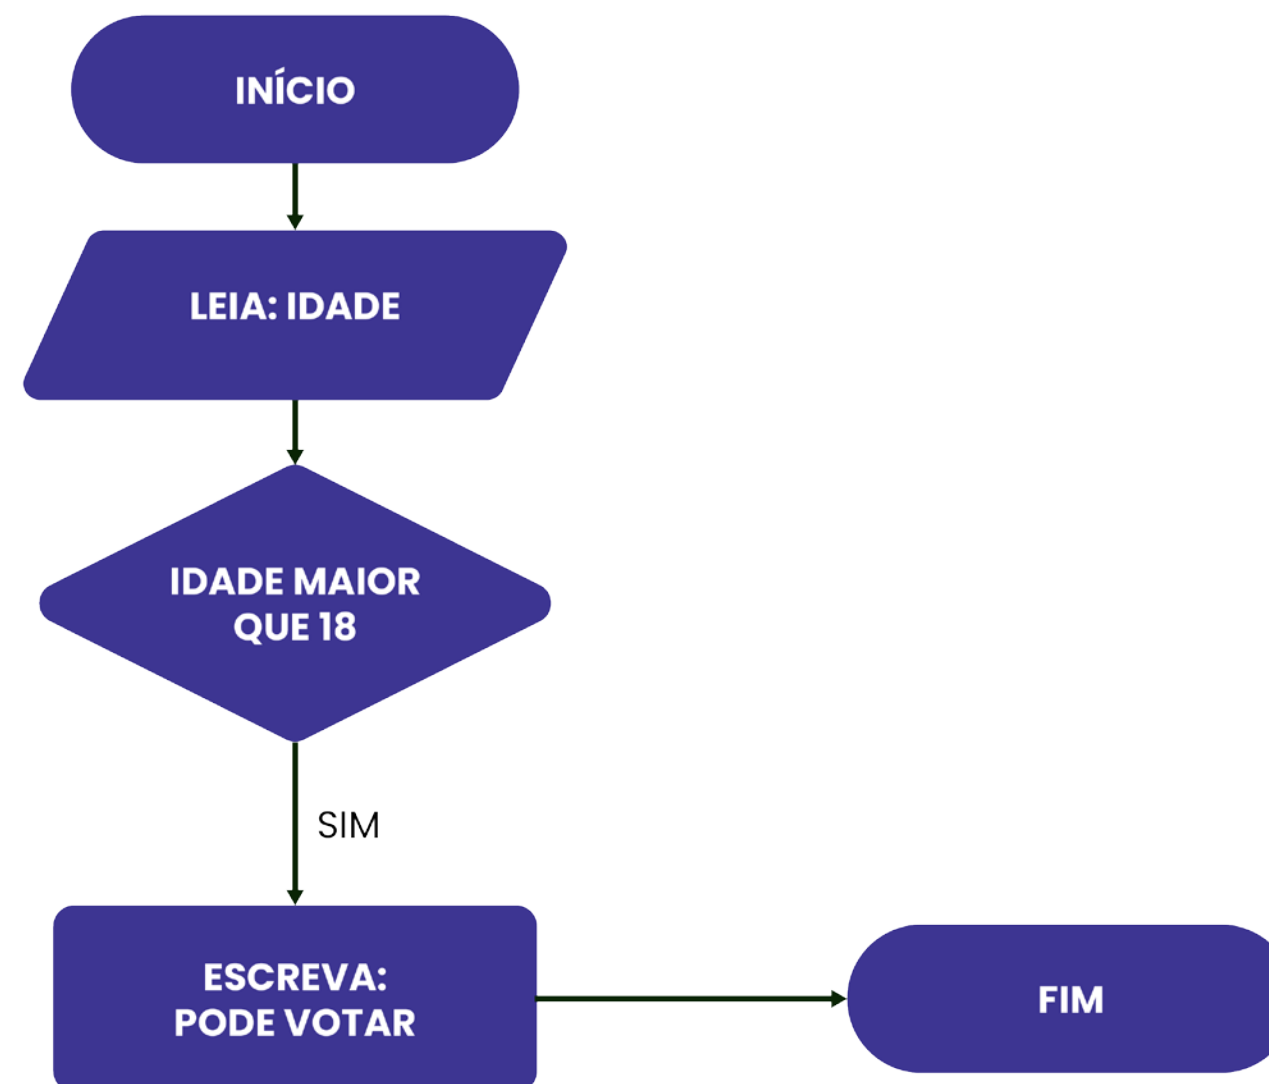 INÍCIO
LEIA: IDADE
IDADE MAIOR
QUE 18
SIM
ESCREVA:
PODE VOTAR
FIM